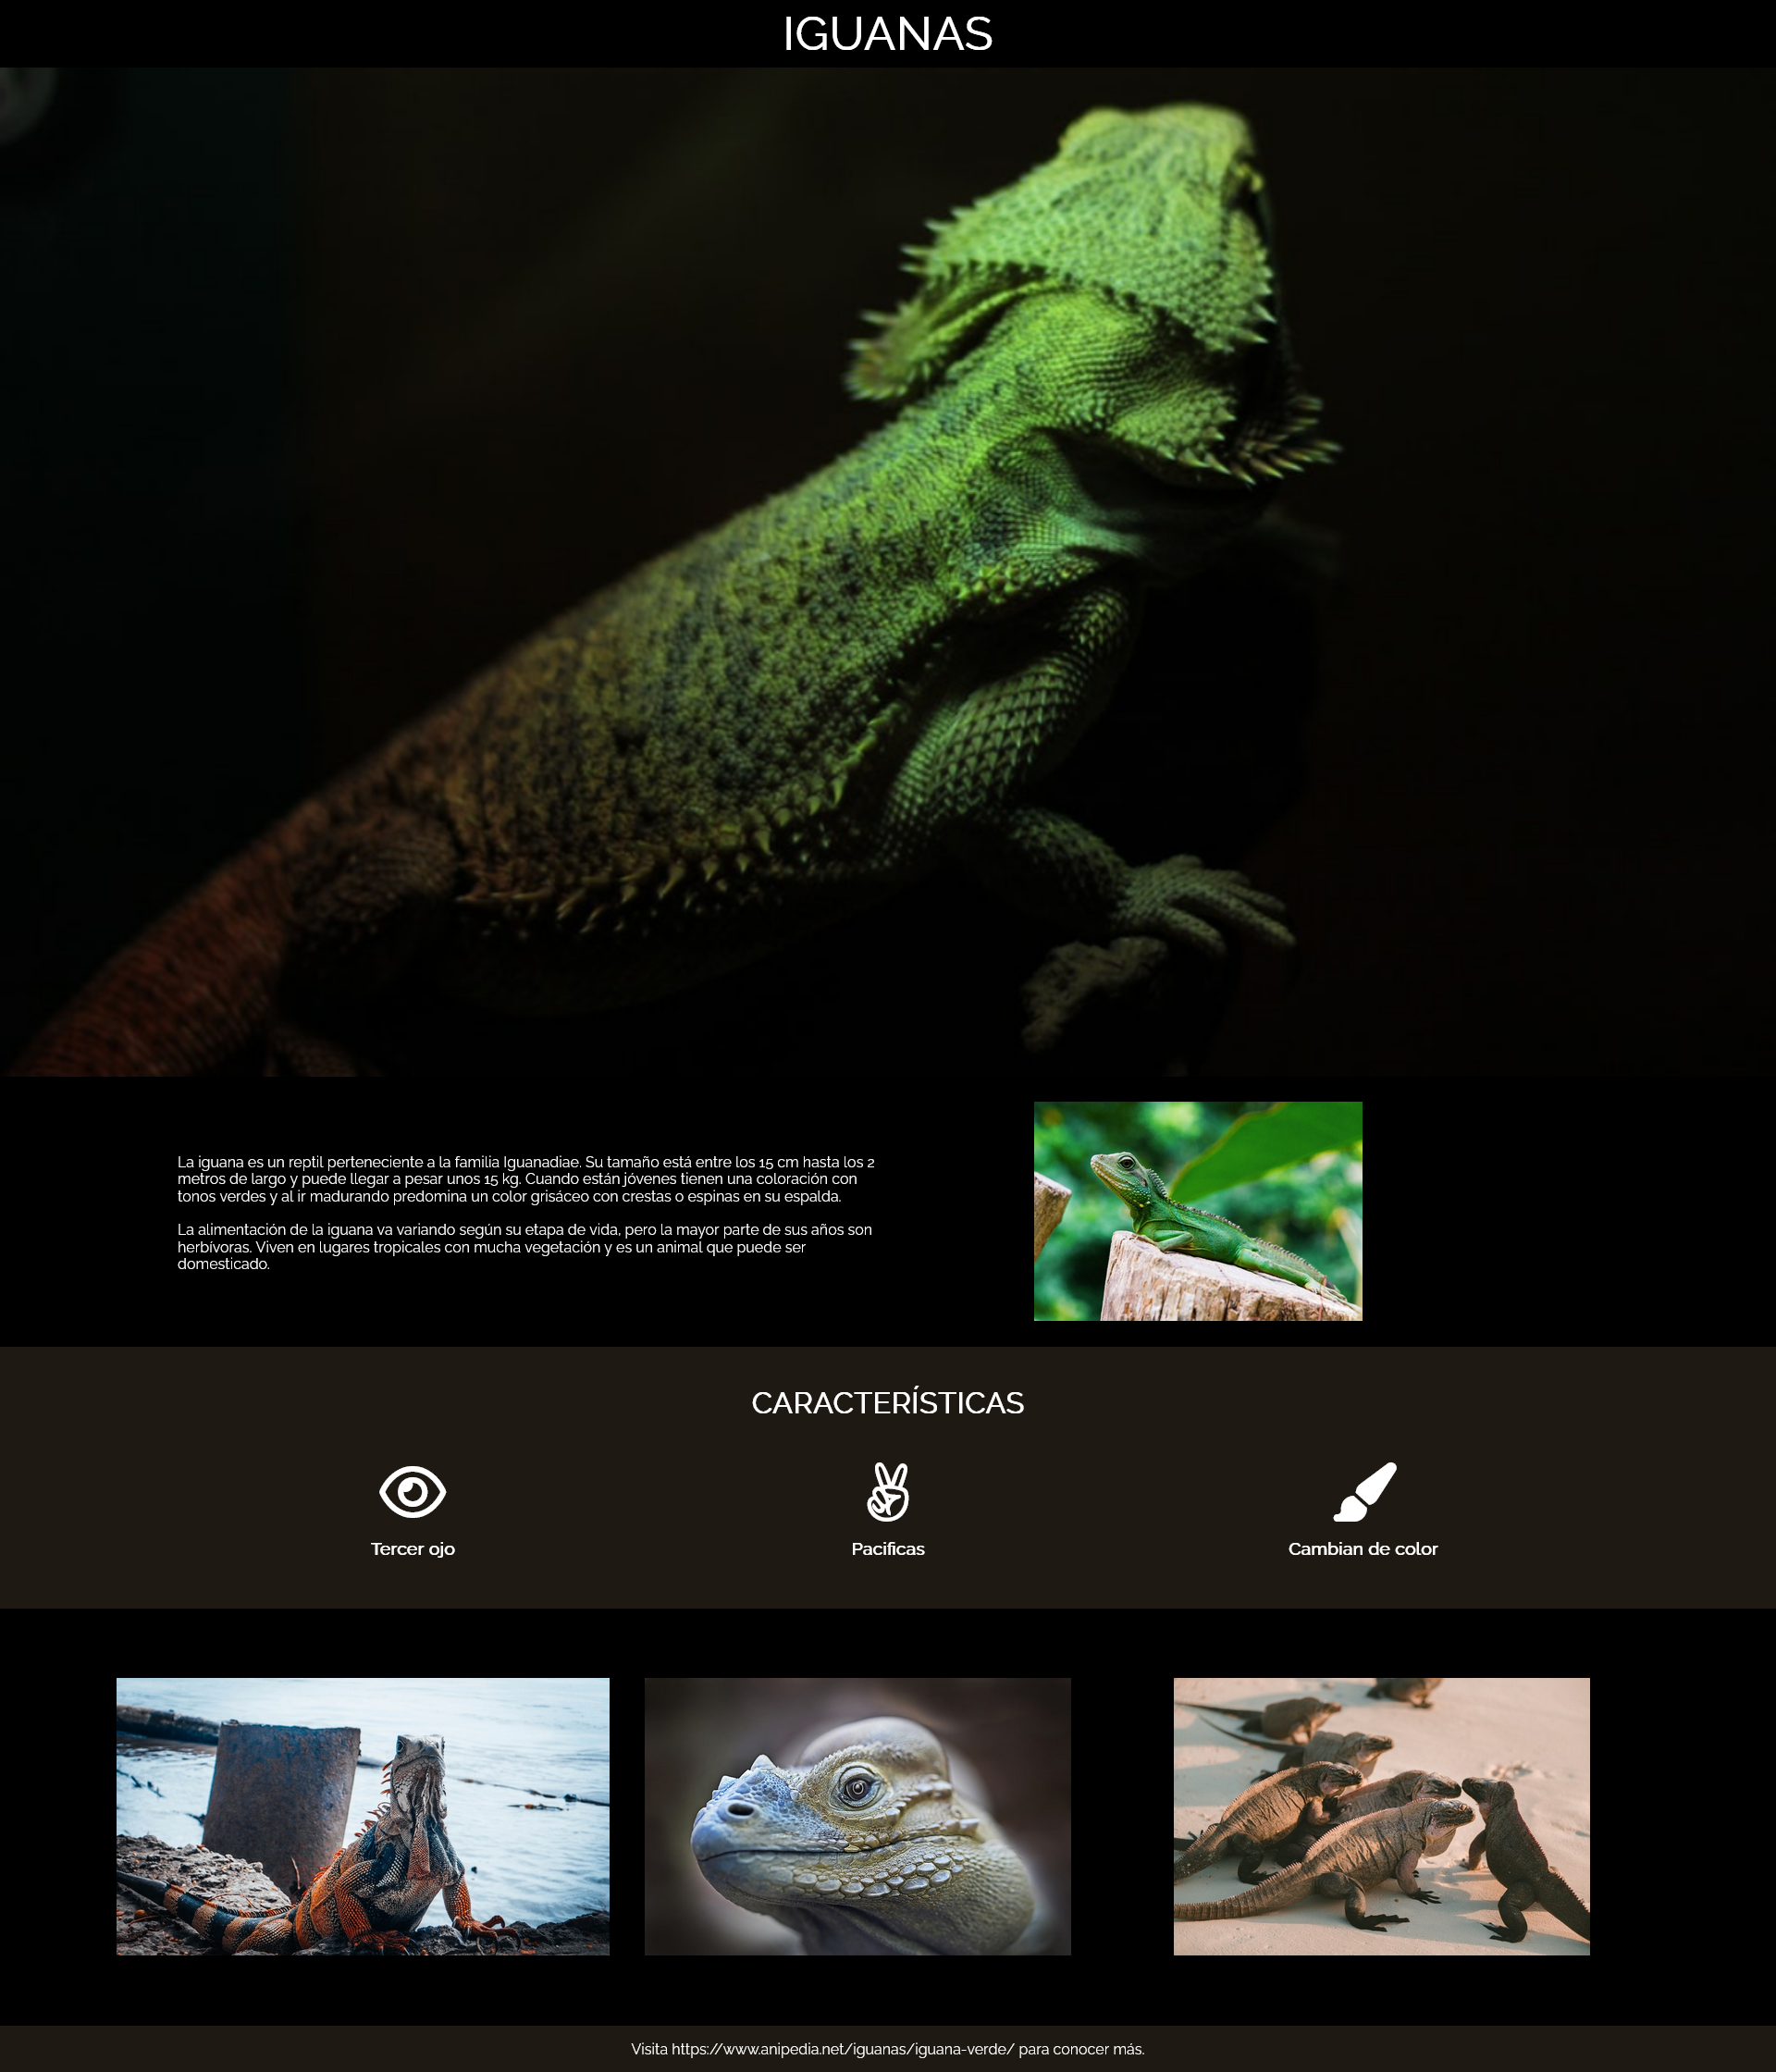 IGUANAS
La iguana es un reptil perteneciente a la familia Iguanadiae. Su tamaño está entre los 15 cm hasta los 2
metros de largo y puede llegar a pesar unos 15 kg. Cuando están jóvenes tienen una coloración con
tonos verdes y al ir madurando predomina un color grisáceo con crestas o espinas en su espalda.
La alimentación de la iguana va variando según su etapa de vida, pero la mayor parte de sus años son
herbívoras. Viven en lugares tropicales con mucha vegetación y es un animal que puede ser
domesticado.
CARACTERÍSTICAS
Tercer ojo
Pacificas
Cambian de color
Visita https://www.anipedia.net/iguanas/iguana-verde/ para conocer más.